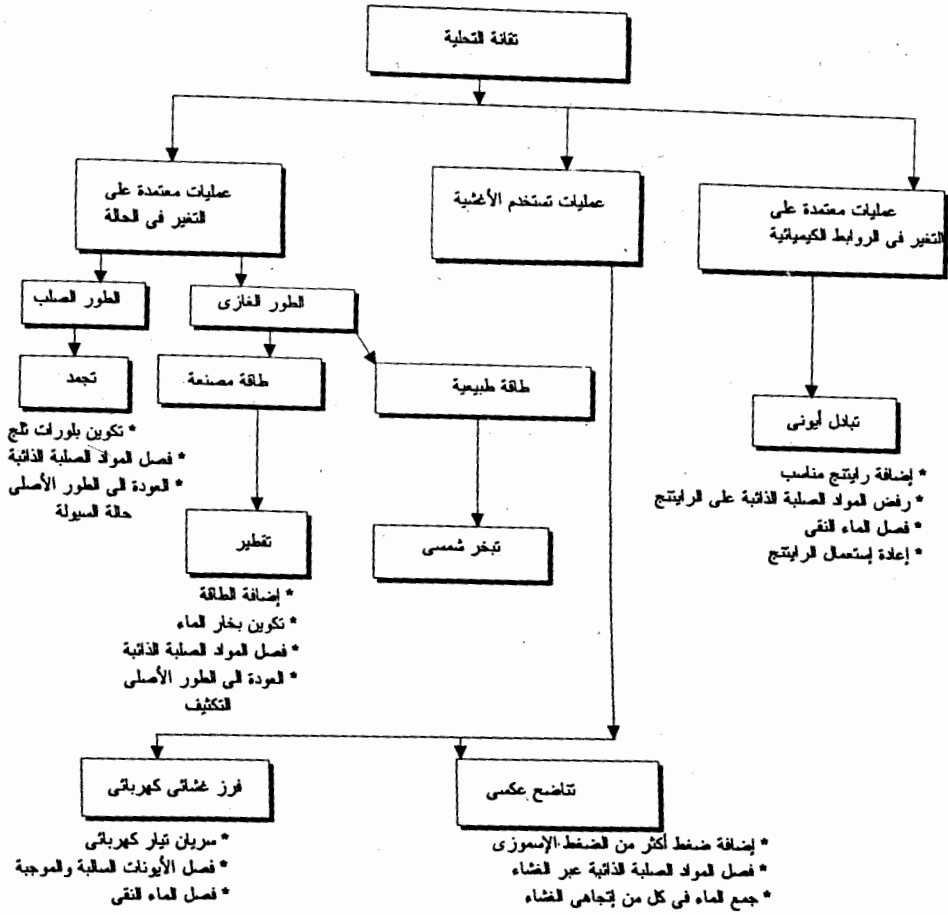 تقانة التحلية
عمليات معتمدة على
التغير فى الروابط الكيميائية
عمليات تستخدم الأغشية
عمليات معتمدة على
التغير فى الحالة
الطور الغازى
الطور الصلب
طاقة طبيعية
طاقة مصنعة
تجمد
* تكوين بلورات ثلج
* فصل المواد الصلبة الذائبة
* العودة الى الطور الأصلى
حالة السيولة
تبادل أيونى
* إضافة راينتج مناسب
* رفض المواد الصلبة الذائبة على الراينتج
* فصل الماء النقى
* إعادة إستعمال الراينتج
تبخر شمسى
تقطير
* إضافة الطاقة
* تكوين بخار الماء
* فصل المواد الصلبة الذائبة
* العودة الى الطور الأصلى
التكثيف
تناضح عكسى
* إضافة ضغط أكثر من الضغط الإسموزى
* فصل المواد الصلبة الذائبة عبر الغشاء
* جمع الماء فى كل من إتجاهى الغشاء
فرز غشائى كهربائى
* سريان تيار كهربائى
* فصل الأيونات السالبة والموجبة
* فصل الماء النقى